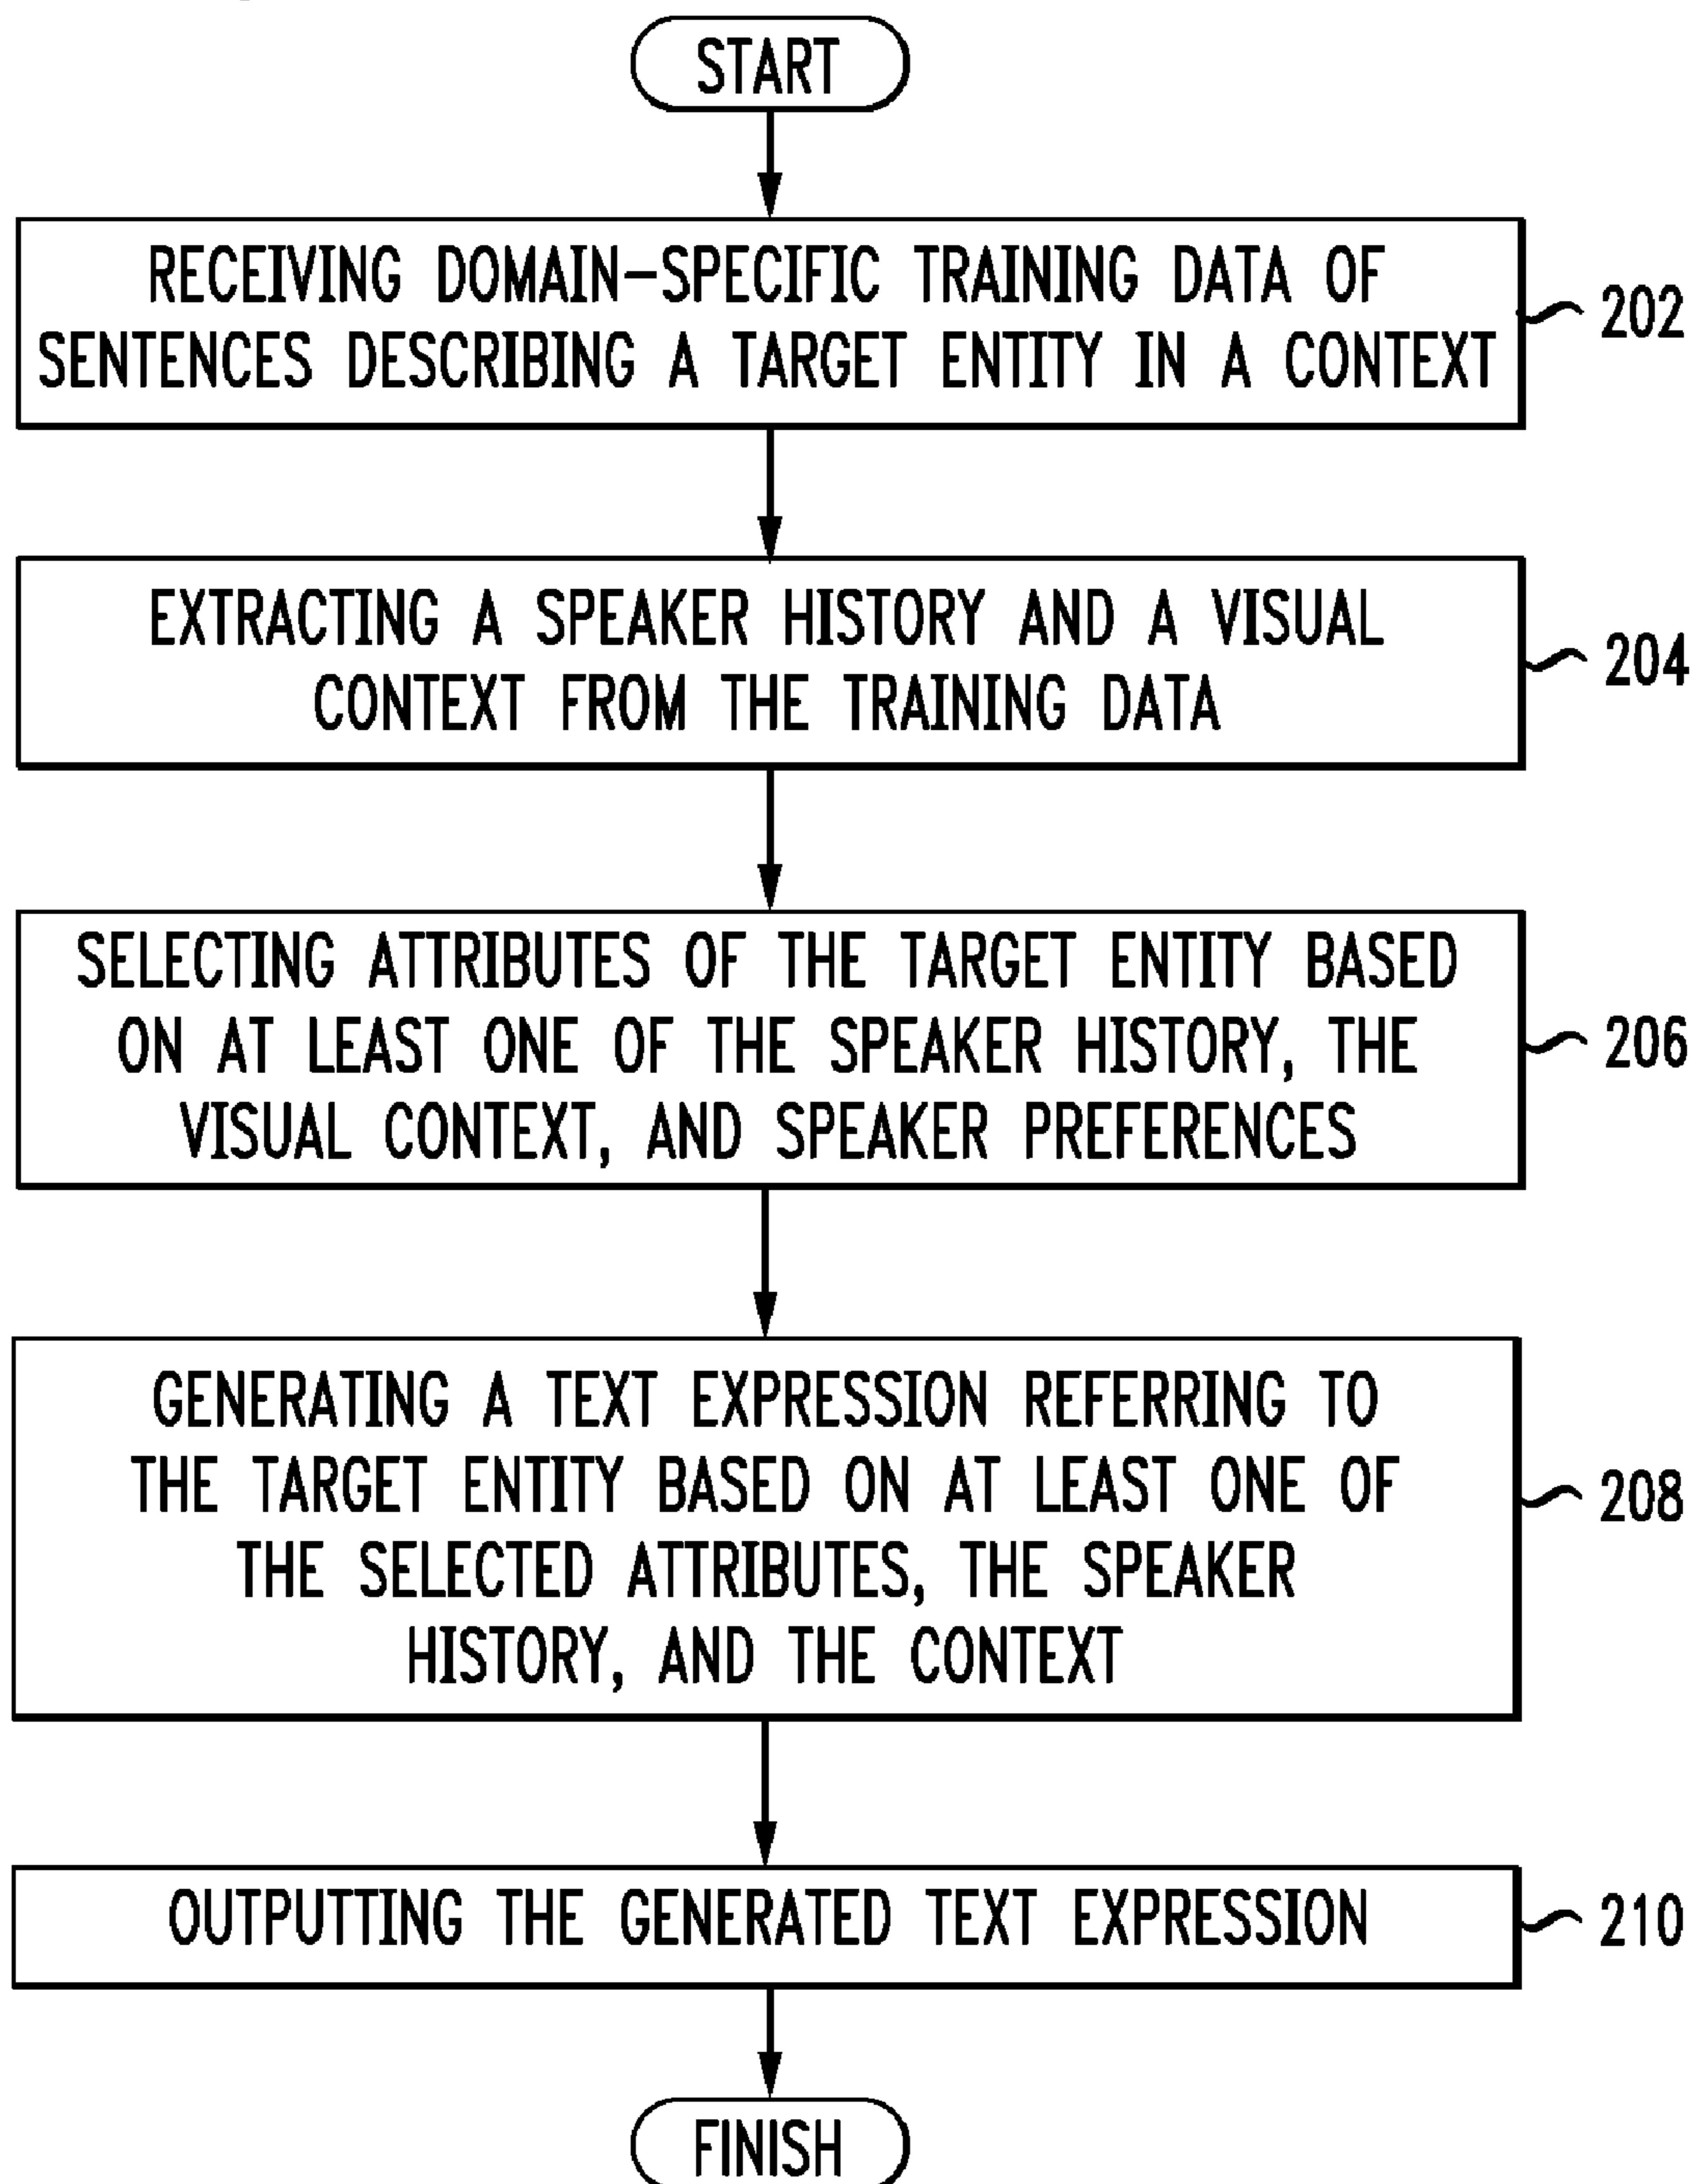 START
RECEIVING DOMAIN-SPECIFIC TRAINING DATA OF
SENTENCES DESCRIBING A TARGET ENTITY IN A CONTEXT
202
EXTRACTING A SPEAKER HISTORY AND A VISUAL
CONTEXT FROM THE TRAINING DATA
204
SELECTING ATTRIBUTES OF THE TARGET ENTITY BASED
ON AT LEAST ONE OF THE SPEAKER HISTORY, THE
VISUAL CONTEXT, AND SPEAKER PREFERENCES
206
GENERATING A TEXT EXPRESSION REFERRING TO
THE TARGET ENTITY BASED ON AT LEAST ONE OF
THE SELECTED ATTRIBUTES, THE SPEAKER
HISTORY, AND THE CONTEXT
208
OUTPUTTING THE GENERATED TEXT EXPRESSION
210
FINISH